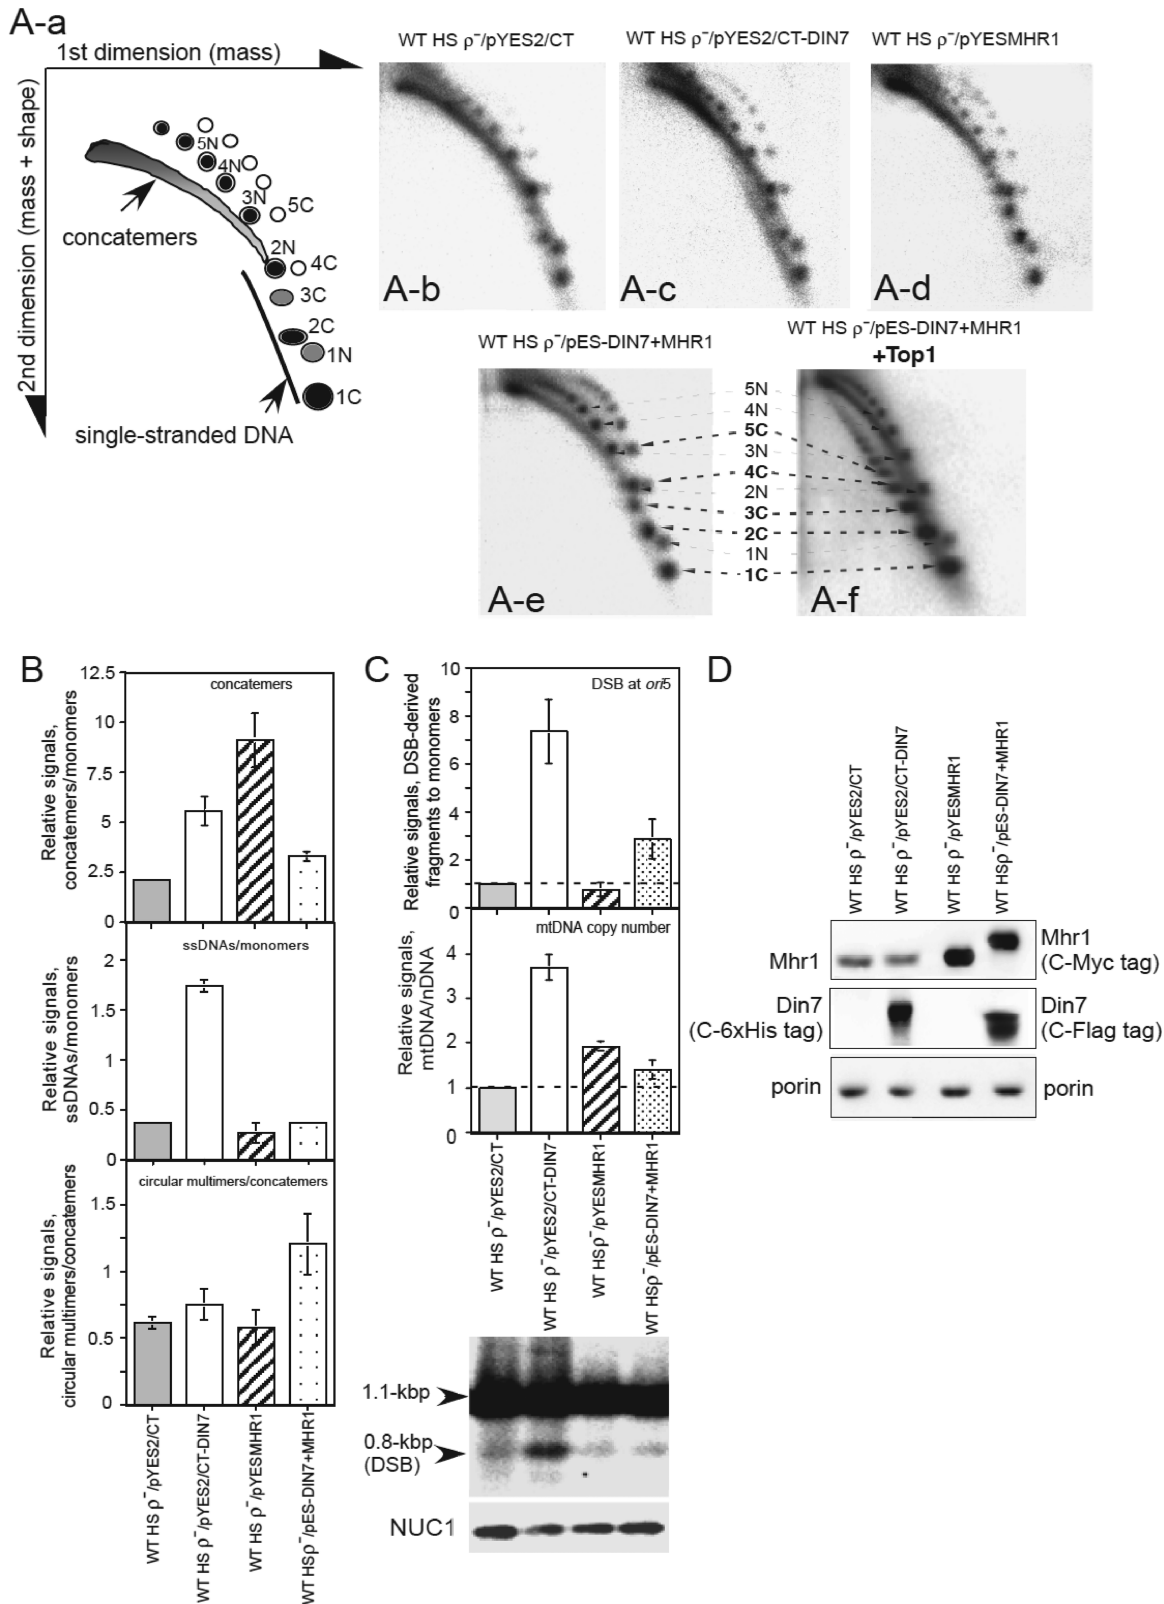 A-a
1st dimension (mass)
2nd dimension (mass + shape)
5N
4N
3N
5C
concatemers
2N
4C
3C
2C
1N
1C
single-stranded DNA
WT HS ρ⁻/pYES2/CT
A-b
WT HS ρ⁻/pYES2/CT-DIN7
A-c
WT HS ρ⁻/pYESMHR1
A-d
WT HS ρ⁻/pES-DIN7+MHR1
A-e
WT HS ρ⁻/pES-DIN7+MHR1
+Top1
A-f
5N
4N
5C
3N
4C
2N
3C
2C
1N
1C
B
Relative signals,
concatemers/monomers
12.5
10
7.5
5
2.5
0
concatemers
Relative signals,
ssDNAs/monomers
2
1.5
1
0.5
0
ssDNAs/monomers
Relative signals,
circular multimers/concatemers
1.5
1
0.5
0
circular multimers/concatemers
WT HS ρ⁻/pYES2/CT
WT HS ρ⁻/pYES2/CT-DIN7
WT HS ρ⁻/pYESMHR1
WT HSρ⁻/pES-DIN7+MHR1
C
Relative signals, DSB-derived
fragments to monomers
10
8
6
4
2
0
DSB at ori5
Relative signals,
mtDNA/nDNA
4
3
2
1
0
mtDNA copy number
WT HS ρ⁻/pYES2/CT
WT HS ρ⁻/pYES2/CT-DIN7
WT HSρ⁻/pYESMHR1
WT HSρ⁻/pES-DIN7+MHR1
1.1-kbp
0.8-kbp
(DSB)
NUC1
D
WT HS ρ⁻/pYES2/CT
WT HS ρ⁻/pYES2/CT-DIN7
WT HS ρ⁻/pYESMHR1
WT HSρ⁻/pES-DIN7+MHR1
Mhr1
Mhr1
(C-Myc tag)
Din7
(C-6xHis tag)
Din7
(C-Flag tag)
porin
porin